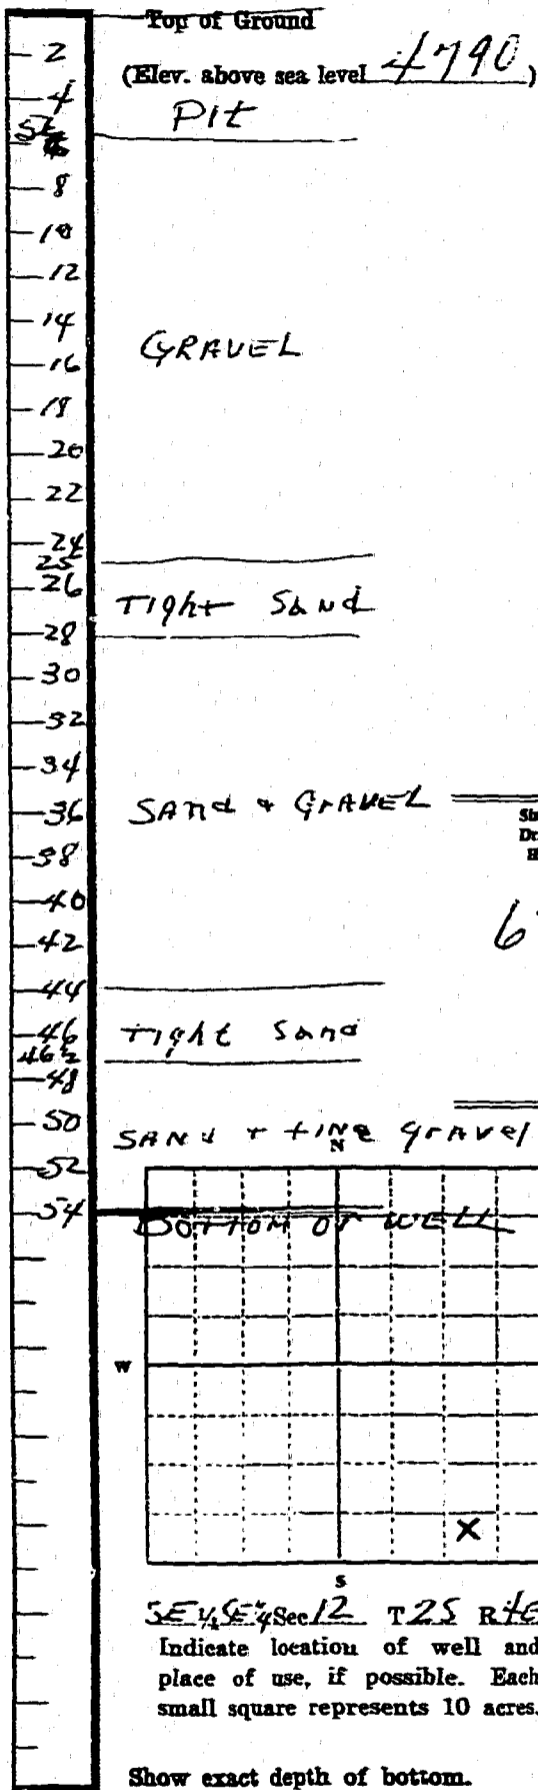 Top of Ground
2
(Elev. above sea level 4790)
4
Pit
8
10
12
14
GRAVEL
16
18
20
22
24
25
26
Tight Sand
28
30
32
34
36
SAnd & GrAVEL
38
40
42
44
46
Tight Sand
46½
48
50
SANd + fine GrAvel
N
52
54
Bottom of WELL
W
X
S
SE¼SE¼ Sec 12 T 2S R
Indicate location of well and
place of use, if possible. Each
small square represents 10 acres.
Show exact depth of bottom.